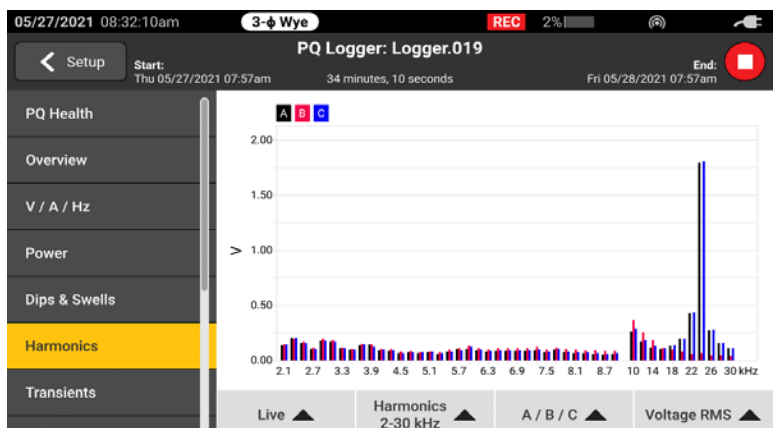 05/27/2021 08:32:10am 3-ϕ Wye REC 2%
Setup
PQ Logger: Logger.019
Start:
Thu 05/27/2021 07:57am
34 minutes, 10 seconds
End:
Fri 05/28/2021 07:57am
PQ Health
Overview
V / A / Hz
Power
Dips & Swells
Harmonics
Transients
A B C
2.00
1.50
V
1.00
0.50
0.00
2.1 2.7 3.3 3.9 4.5 5.1 5.7 6.3 6.9 7.5 8.1 8.7 10 14 18 22 26 30 kHz
Live
Harmonics
2-30 kHz
A / B / C
Voltage RMS